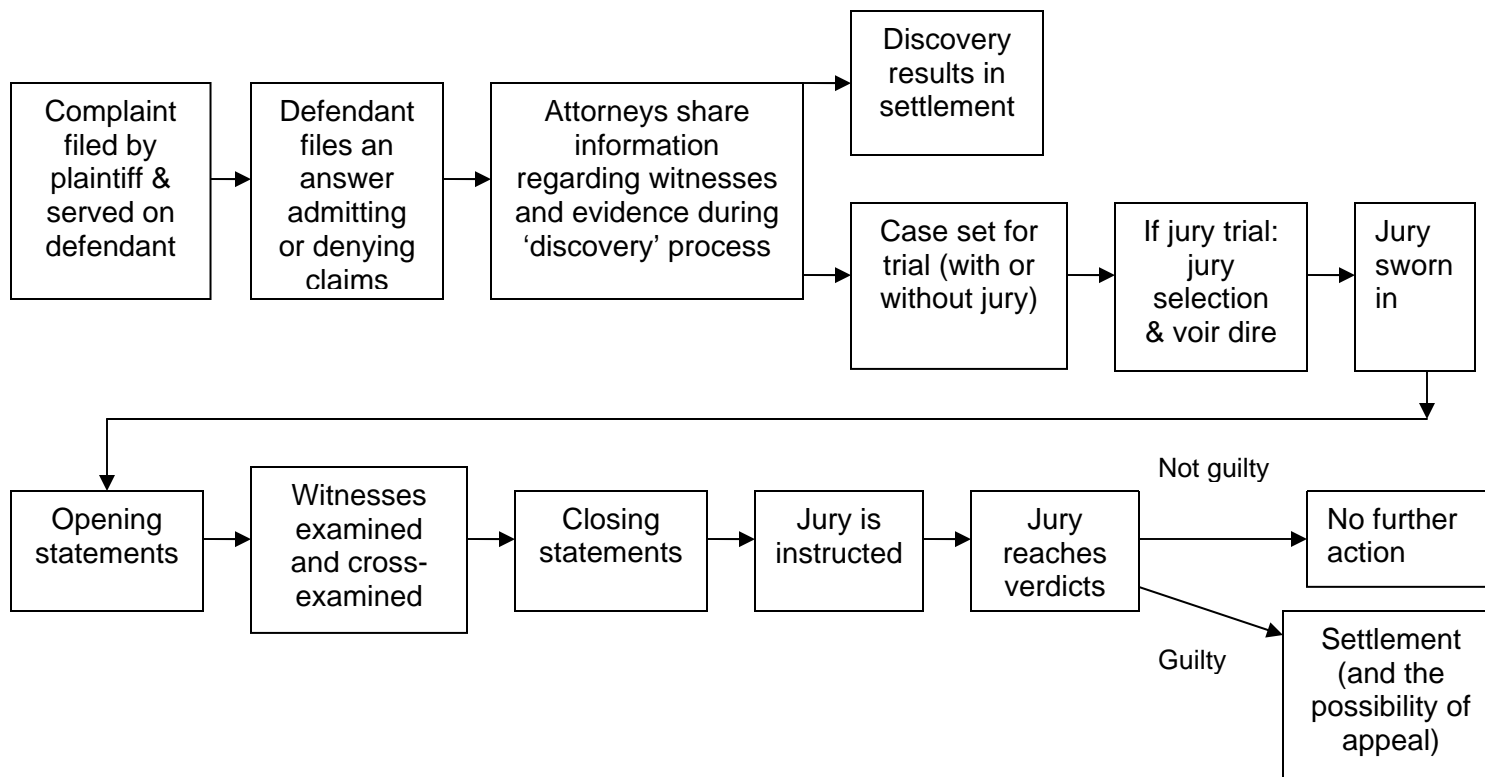 Complaint
filed by
plaintiff &
served on
defendant
Defendant
files an
answer
admitting
or denying
claims
Attorneys share
information
regarding witnesses
and evidence during
‘discovery’ process
Discovery
results in
settlement
Case set for
trial (with or
without jury)
If jury trial:
jury
selection
& voir dire
Jury
sworn
in
Opening
statements
Witnesses
examined
and cross-
examined
Closing
statements
Jury is
instructed
Jury
reaches
verdicts
Not guilty
No further
action
Guilty
Settlement
(and the
possibility of
appeal)